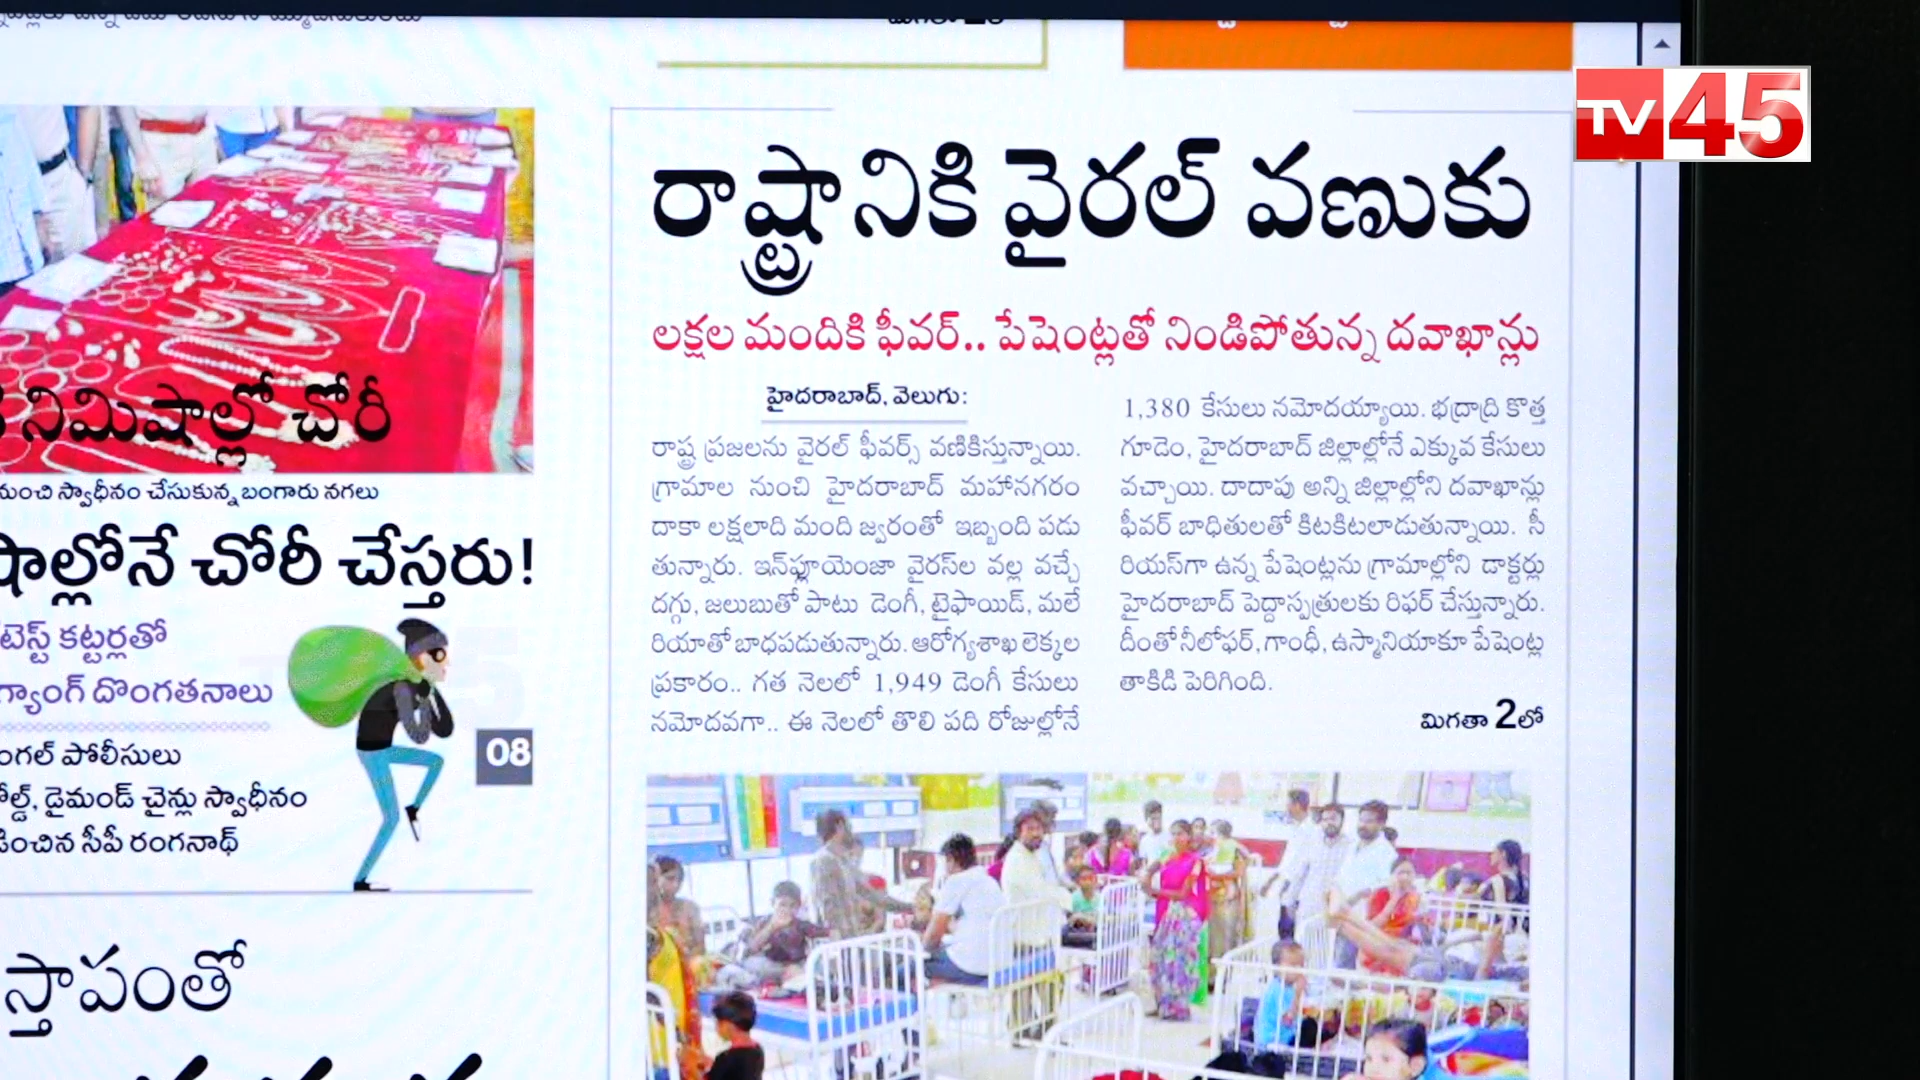 TV 45
రాష్ట్రానికి వైరల్ వణుకు
లక్షల మందికి ఫీవర్.. పేషెంట్లతో నిండిపోతున్న దవాఖాన్లు
హైదరాబాద్, వెలుగు:
రాష్ట్ర ప్రజలను వైరల్ ఫీవర్స్ వణికిస్తున్నాయి.
గ్రామాల నుంచి హైదరాబాద్ మహానగరం
దాకా లక్షలాది మంది జ్వరంతో ఇబ్బంది పడు
తున్నారు. ఇన్‌ఫ్లూయెంజా వైరస్‌ల వల్ల వచ్చే
దగ్గు, జలుబుతో పాటు డెంగీ, టైఫాయిడ్, మలే
రియాతో బాధపడుతున్నారు. ఆరోగ్యశాఖ లెక్కల
ప్రకారం.. గత నెలలో 1,949 డెంగీ కేసులు
నమోదవగా.. ఈ నెలలో తొలి పది రోజుల్లోనే
1,380 కేసులు నమోదయ్యాయి. భద్రాద్రి కొత్త
గూడెం, హైదరాబాద్ జిల్లాల్లోనే ఎక్కువ కేసులు
వచ్చాయి. దాదాపు అన్ని జిల్లాల్లోని దవాఖాన్లు
ఫీవర్ బాధితులతో కిటకిటలాడుతున్నాయి. సీ
రియస్‌గా ఉన్న పేషెంట్లను గ్రామాల్లోని డాక్టర్లు
హైదరాబాద్ పెద్దాస్పత్రులకు రిఫర్ చేస్తున్నారు.
దీంతో నీలోఫర్, గాంధీ, ఉస్మానియాకూ పేషెంట్ల
తాకిడి పెరిగింది.
మిగతా 2లో
నిమిషాల్లో చోరీ
నుంచి స్వాధీనం చేసుకున్న బంగారు నగలు
షాల్లోనే చోరీ చేస్తరు!
టెస్ట్ కట్టర్లతో
గ్యాంగ్ దొంగతనాలు
ంగల్ పోలీసులు
ోల్డ్, డైమండ్ చైన్లు స్వాధీనం
డించిన సీపీ రంగనాథ్
08
స్తాపంతో